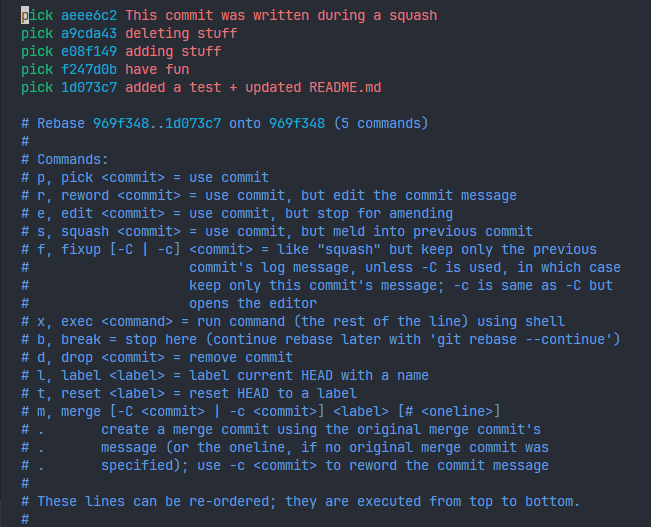 pick aeee6c2 This commit was written during a squash
pick a9cda43 deleting stuff
pick e08f149 adding stuff
pick f247d0b have fun
pick 1d073c7 added a test + updated README.md
# Rebase 969f348..1d073c7 onto 969f348 (5 commands)
#
# Commands:
# p, pick <commit> = use commit
# r, reword <commit> = use commit, but edit the commit message
# e, edit <commit> = use commit, but stop for amending
# s, squash <commit> = use commit, but meld into previous commit
# f, fixup [-C | -c] <commit> = like "squash" but keep only the previous
#                    commit's log message, unless -C is used, in which case
#                    keep only this commit's message; -c is same as -C but
#                    opens the editor
# x, exec <command> = run command (the rest of the line) using shell
# b, break = stop here (continue rebase later with 'git rebase --continue')
# d, drop <commit> = remove commit
# l, label <label> = label current HEAD with a name
# t, reset <label> = reset HEAD to a label
# m, merge [-C <commit> | -c <commit>] <label> [# <oneline>]
# .       create a merge commit using the original merge commit's
# .       message (or the oneline, if no original merge commit was
# .       specified); use -c <commit> to reword the commit message
#
# These lines can be re-ordered; they are executed from top to bottom.
#